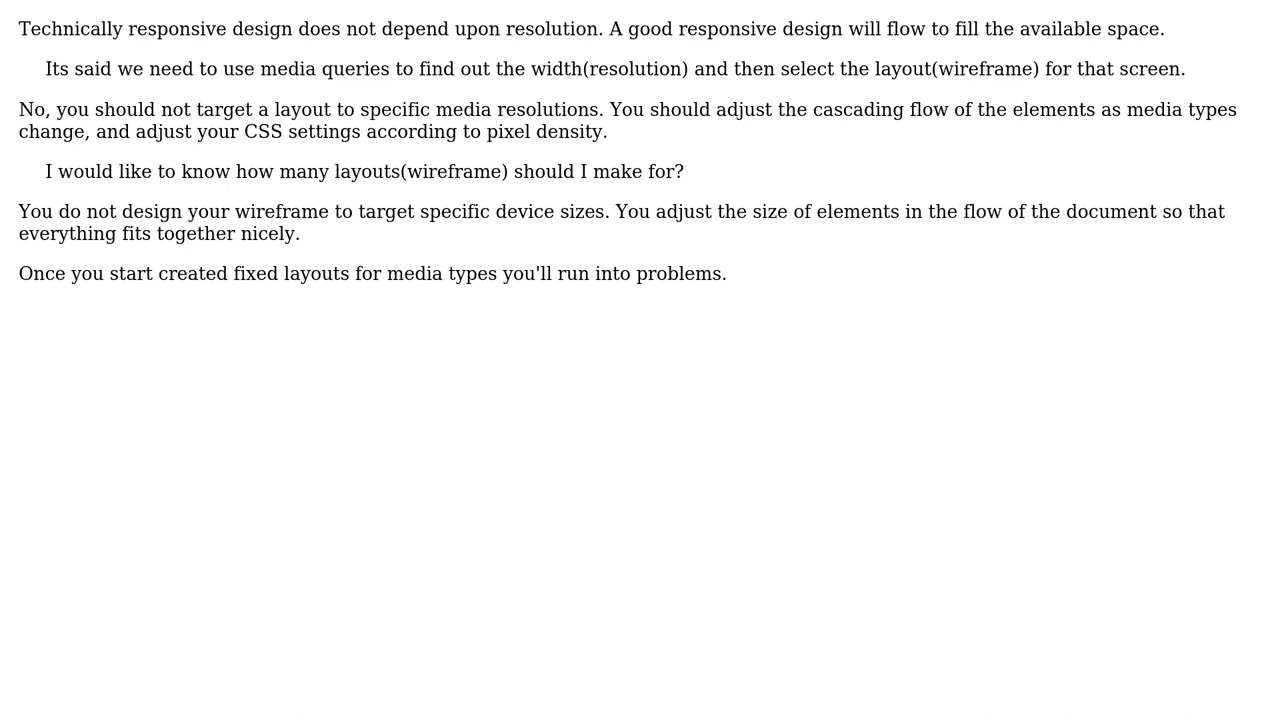 Technically responsive design does not depend upon resolution. A good responsive design will flow to fill the available space.
Its said we need to use media queries to find out the width(resolution) and then select the layout(wireframe) for that screen.
No, you should not target a layout to specific media resolutions. You should adjust the cascading flow of the elements as media types
change, and adjust your CSS settings according to pixel density.
I would like to know how many layouts(wireframe) should I make for?
You do not design your wireframe to target specific device sizes. You adjust the size of elements in the flow of the document so that
everything fits together nicely.
Once you start created fixed layouts for media types you'll run into problems.